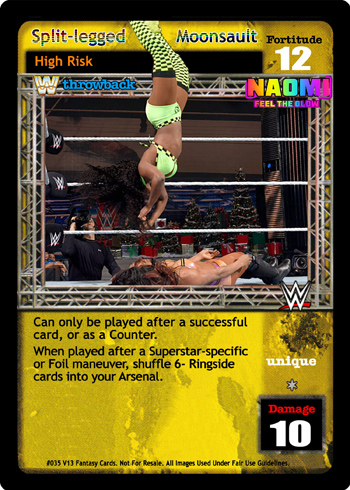 Split-legged Moonsault
Fortitude
12
High Risk
W throwback
NAOMI
FEEL THE GLOW
W
W
W
W
W
Can only be played after a successful
card, or as a Counter.
When played after a Superstar-specific
or Foil maneuver, shuffle 6- Ringside
cards into your Arsenal.
unique
*
Damage
10
#035 V13 Fantasy Cards. Not For Resale. All Images Used Under Fair Use Guidelines.